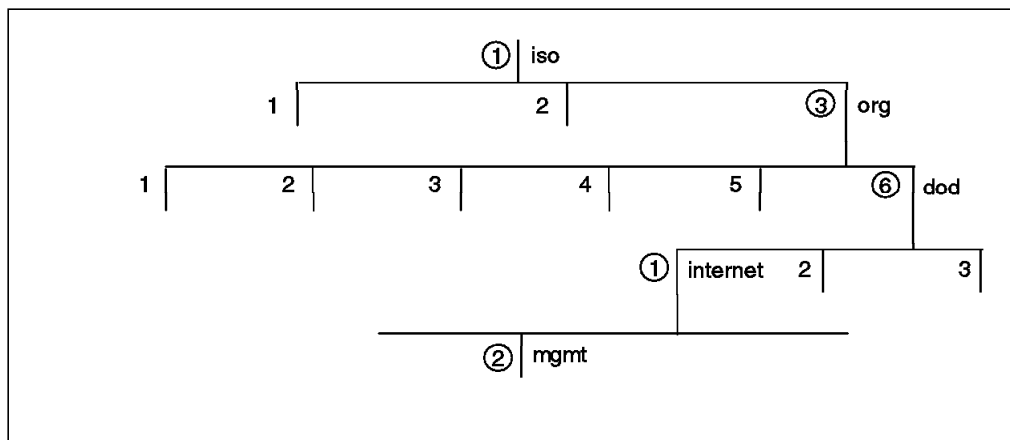 ① iso
1 2 ③ org
1 2 3 4 5 ⑥ dod
① internet 2 3
② mgmt